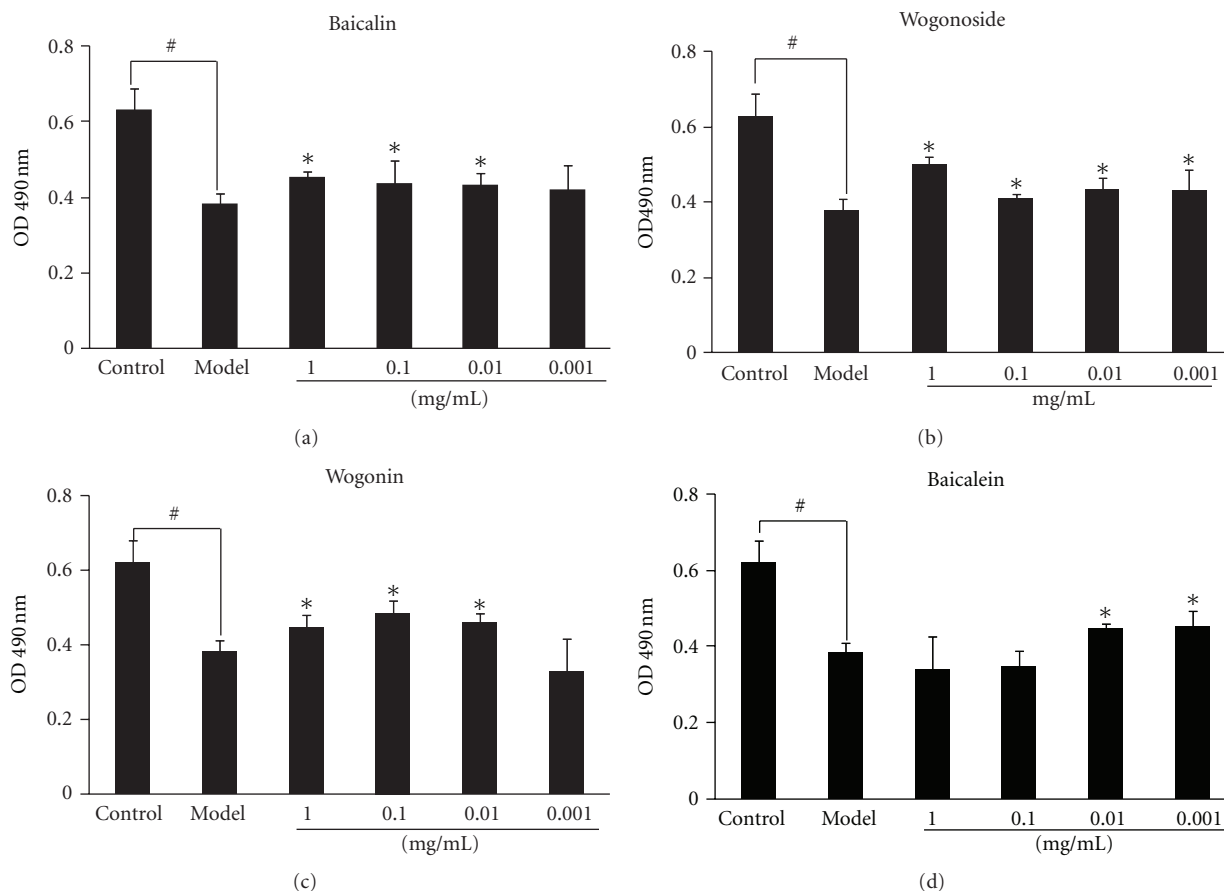 Baicalin
#
0.8
0.6
0.4
0.2
0
OD 490 nm
* * *
Control Model 1 0.1 0.01 0.001
(mg/mL)
(a)
Wogonoside
#
0.8
0.6
0.4
0.2
0
OD490 nm
* * * *
Control Model 1 0.1 0.01 0.001
mg/mL
(b)
Wogonin
#
0.8
0.6
0.4
0.2
0
OD 490 nm
* * *
Control Model 1 0.1 0.01 0.001
(mg/mL)
(c)
Baicalein
#
0.8
0.6
0.4
0.2
0
OD 490 nm
* *
Control Model 1 0.1 0.01 0.001
(mg/mL)
(d)